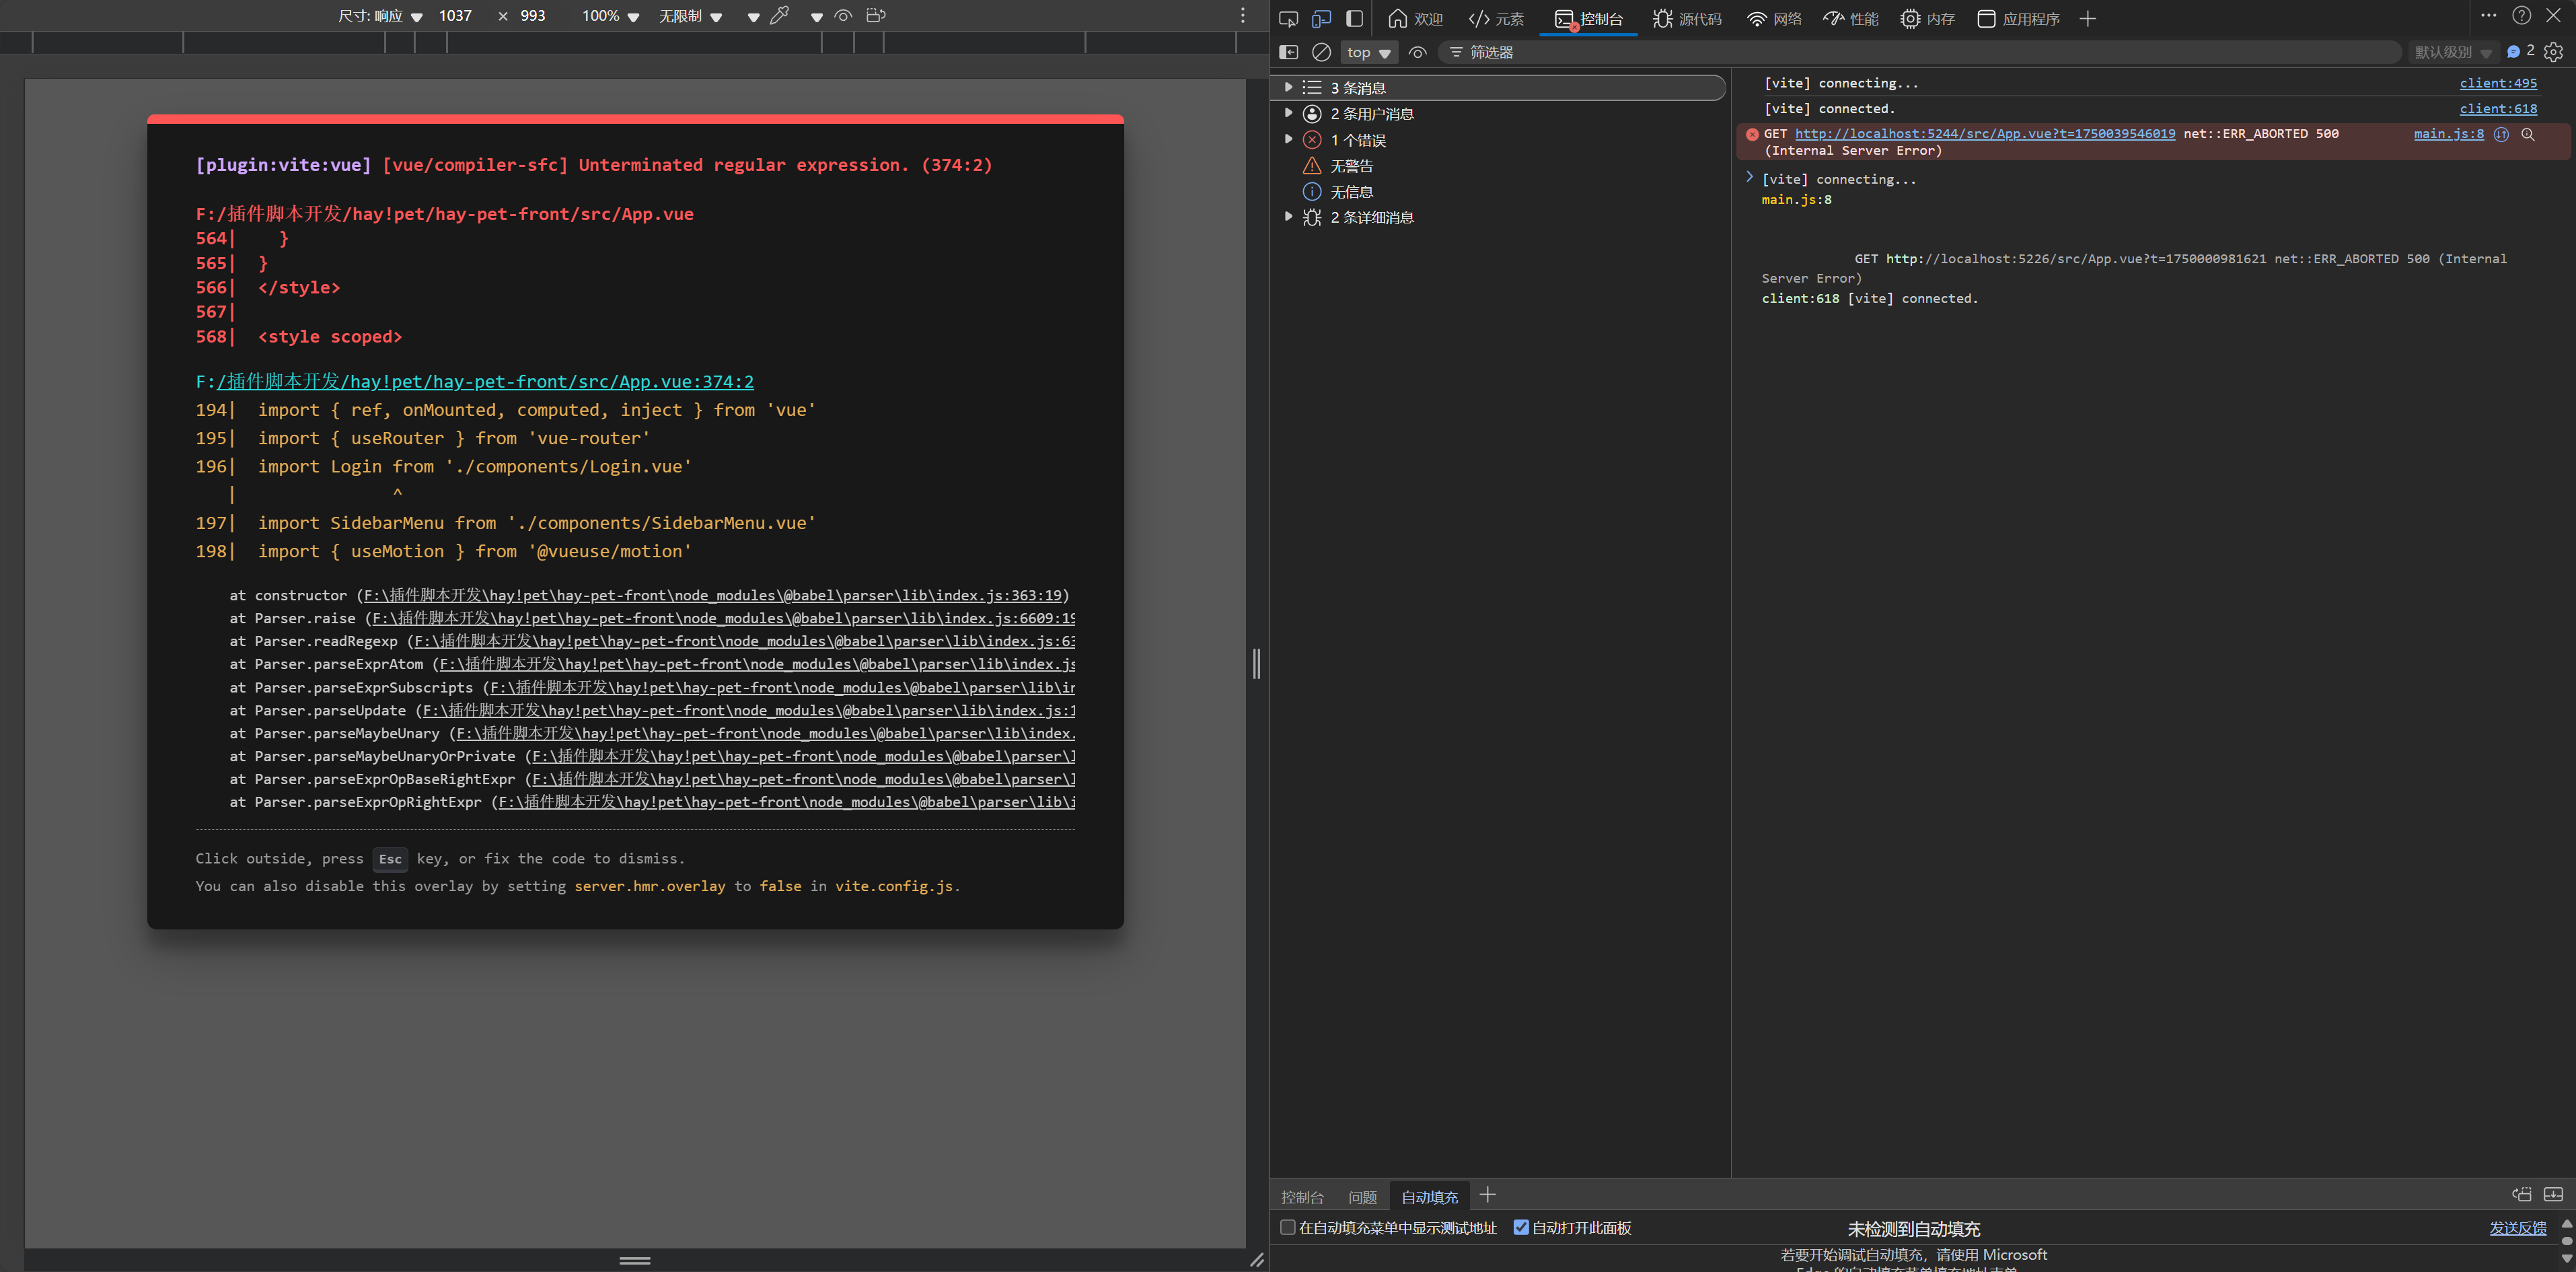 尺寸: 响应 1037 × 993 100% 无限制
[plugin:vite:vue] [vue/compiler-sfc] Unterminated regular expression. (374:2)
F:/插件脚本开发/hay!pet/hay-pet-front/src/App.vue
564|    }
565|  }
566|  </style>
567|
568|  <style scoped>
F:/插件脚本开发/hay!pet/hay-pet-front/src/App.vue:374:2
194|  import { ref, onMounted, computed, inject } from 'vue'
195|  import { useRouter } from 'vue-router'
196|  import Login from './components/Login.vue'
   |               ^
197|  import SidebarMenu from './components/SidebarMenu.vue'
198|  import { useMotion } from '@vueuse/motion'
at constructor (F:\插件脚本开发\hay!pet\hay-pet-front\node_modules\@babel\parser\lib\index.js:363:19)
at Parser.raise (F:\插件脚本开发\hay!pet\hay-pet-front\node_modules\@babel\parser\lib\index.js:6609:19
at Parser.readRegexp (F:\插件脚本开发\hay!pet\hay-pet-front\node_modules\@babel\parser\lib\index.js:63
at Parser.parseExprAtom (F:\插件脚本开发\hay!pet\hay-pet-front\node_modules\@babel\parser\lib\index.js
at Parser.parseExprSubscripts (F:\插件脚本开发\hay!pet\hay-pet-front\node_modules\@babel\parser\lib\in
at Parser.parseUpdate (F:\插件脚本开发\hay!pet\hay-pet-front\node_modules\@babel\parser\lib\index.js:1
at Parser.parseMaybeUnary (F:\插件脚本开发\hay!pet\hay-pet-front\node_modules\@babel\parser\lib\index.
at Parser.parseMaybeUnaryOrPrivate (F:\插件脚本开发\hay!pet\hay-pet-front\node_modules\@babel\parser\l
at Parser.parseExprOpBaseRightExpr (F:\插件脚本开发\hay!pet\hay-pet-front\node_modules\@babel\parser\l
at Parser.parseExprOpRightExpr (F:\插件脚本开发\hay!pet\hay-pet-front\node_modules\@babel\parser\lib\i
Click outside, press Esc key, or fix the code to dismiss.
You can also disable this overlay by setting server.hmr.overlay to false in vite.config.js.
欢迎 元素 控制台 源代码 网络 性能 内存 应用程序
top 筛选器 默认级别 2
3 条消息
2 条用户消息
1 个错误
无警告
无信息
2 条详细消息
[vite] connecting... client:495
[vite] connected. client:618
GET http://localhost:5244/src/App.vue?t=1750039546019 net::ERR_ABORTED 500 main.js:8
(Internal Server Error)
[vite] connecting...
main.js:8
GET http://localhost:5226/src/App.vue?t=1750000981621 net::ERR_ABORTED 500 (Internal
Server Error)
client:618 [vite] connected.
控制台 问题 自动填充
在自动填充菜单中显示测试地址 自动打开此面板 未检测到自动填充 发送反馈
若要开始调试自动填充，请使用 Microsoft